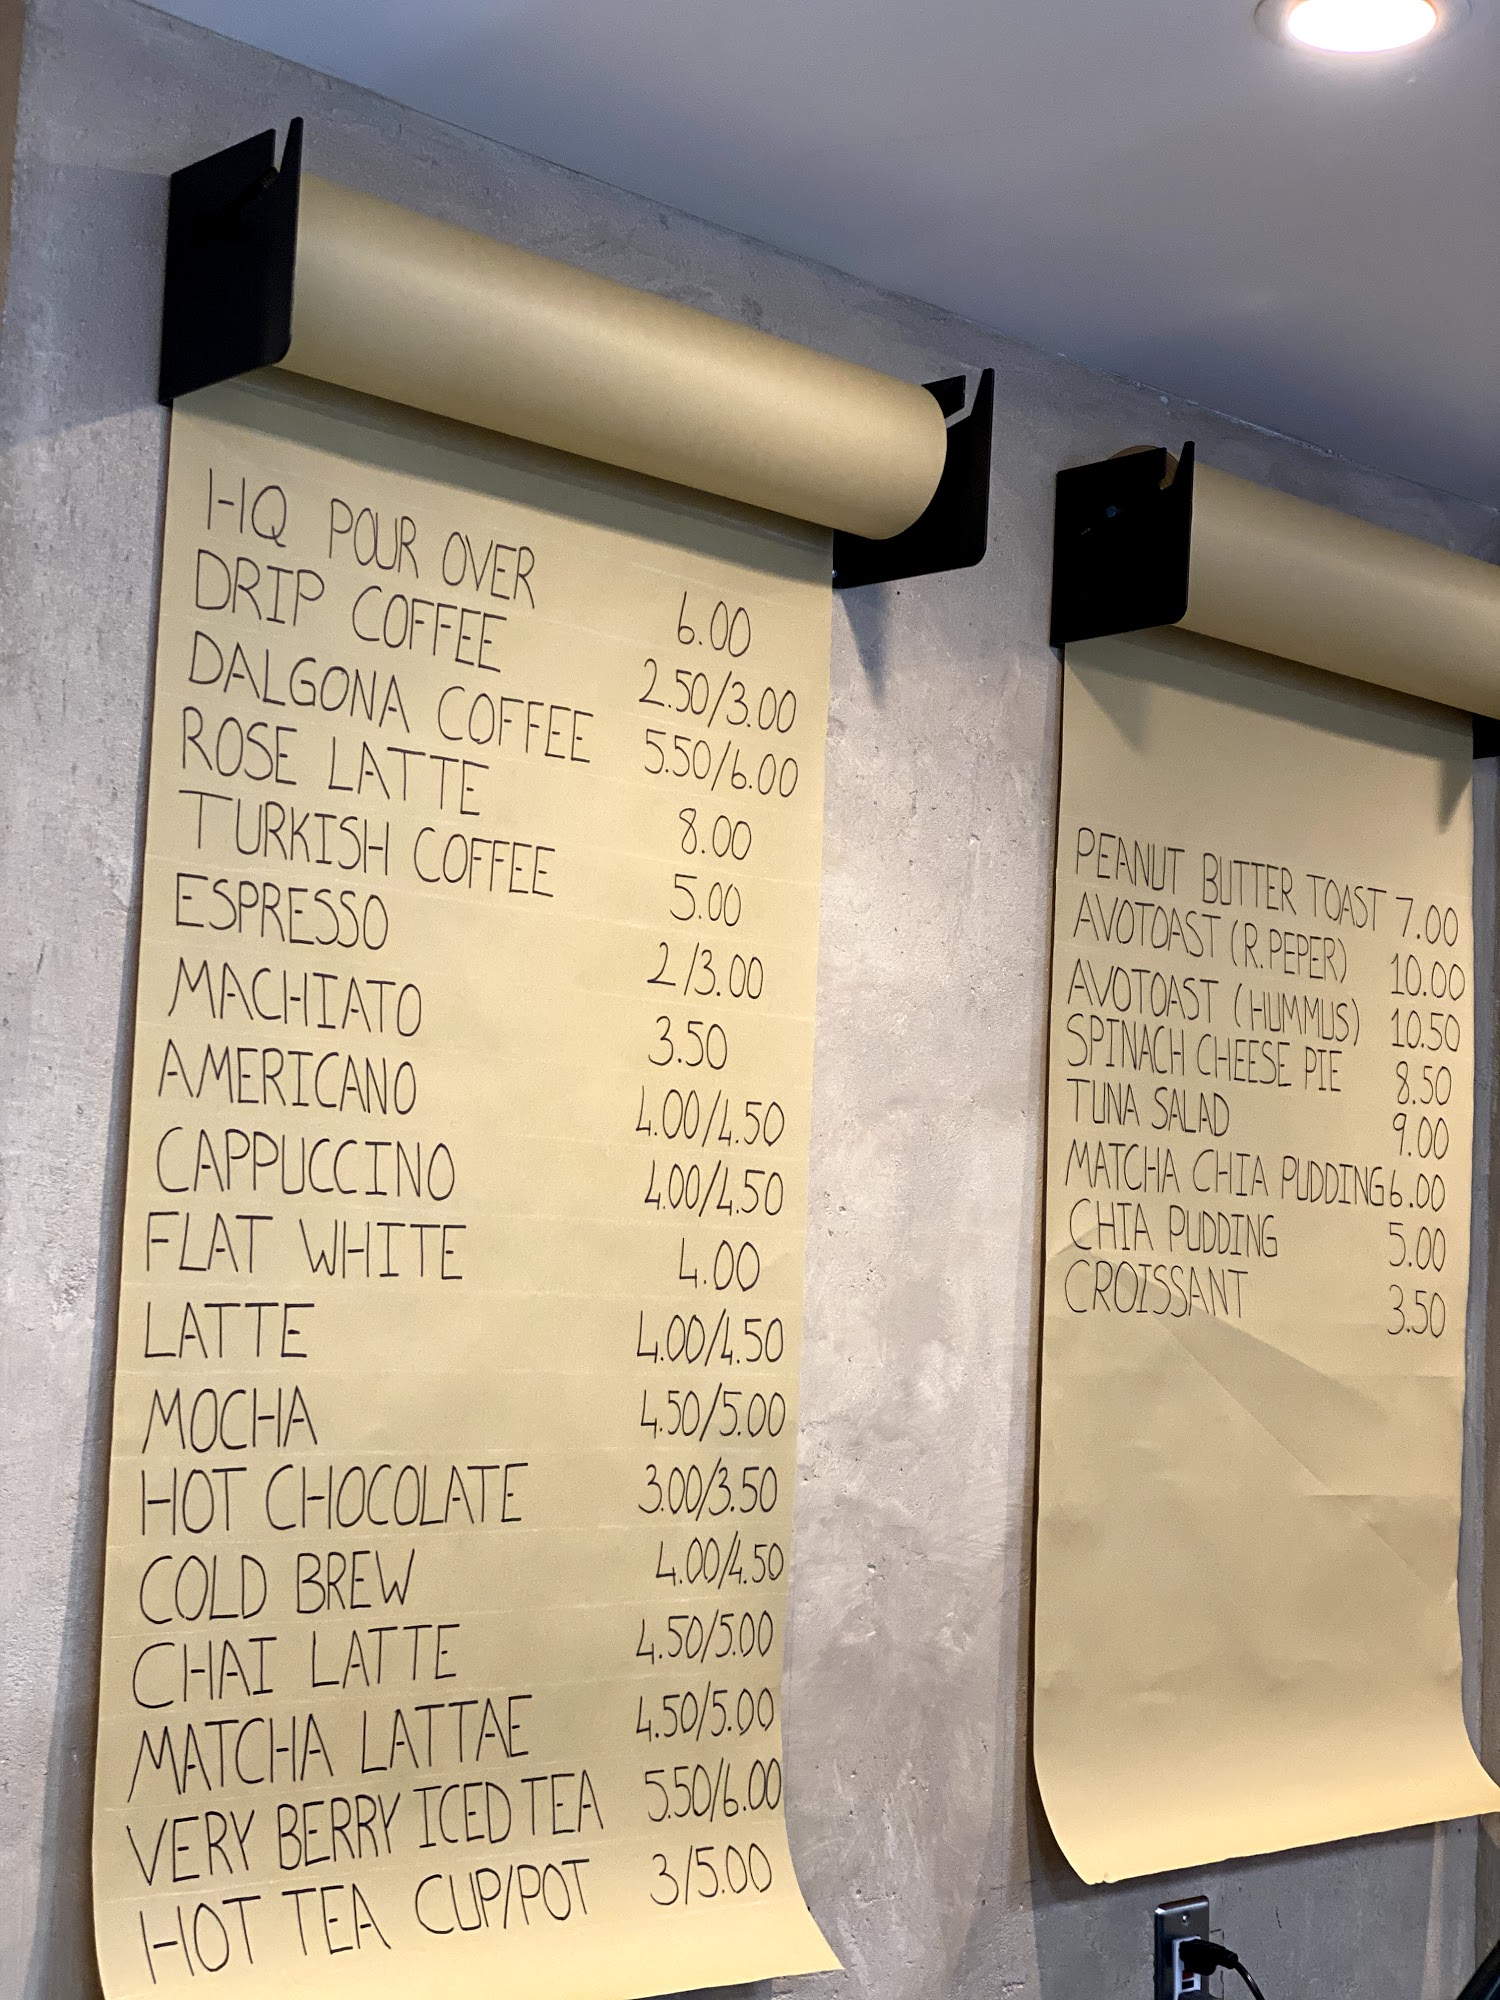 HQ POUR OVER 6.00
DRIP COFFEE 2.50/3.00
DALGONA COFFEE 5.50/6.00
ROSE LATTE 8.00
TURKISH COFFEE 5.00
ESPRESSO 2/3.00
MACHIATO 3.50
AMERICANO 4.00/4.50
CAPPUCCINO 4.00/4.50
FLAT WHITE 4.00
LATTE 4.00/4.50
MOCHA 4.50/5.00
HOT CHOCOLATE 3.00/3.50
COLD BREW 4.00/4.50
CHAI LATTE 4.50/5.00
MATCHA LATTAE 4.50/5.00
VERY BERRY ICED TEA 5.50/6.00
HOT TEA CUP/POT 3/5.00
PEANUT BUTTER TOAST 7.00
AVOTOAST (R.PEPER) 10.00
AVOTOAST (HUMMUS) 10.50
SPINACH CHEESE PIE 8.50
TUNA SALAD 9.00
MATCHA CHIA PUDDING 6.00
CHIA PUDDING 5.00
CROISSANT 3.50